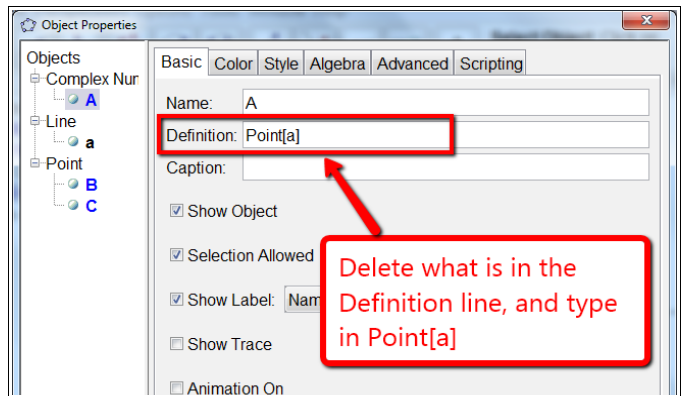 Object Properties
Objects
Complex Nur
A
Line
a
Point
B
C
Basic Color Style Algebra Advanced Scripting
Name: A
Definition: Point[a]
Caption:
Show Object
Selection Allowed
Show Label: Nam
Show Trace
Animation On
Delete what is in the
Definition line, and type
in Point[a]